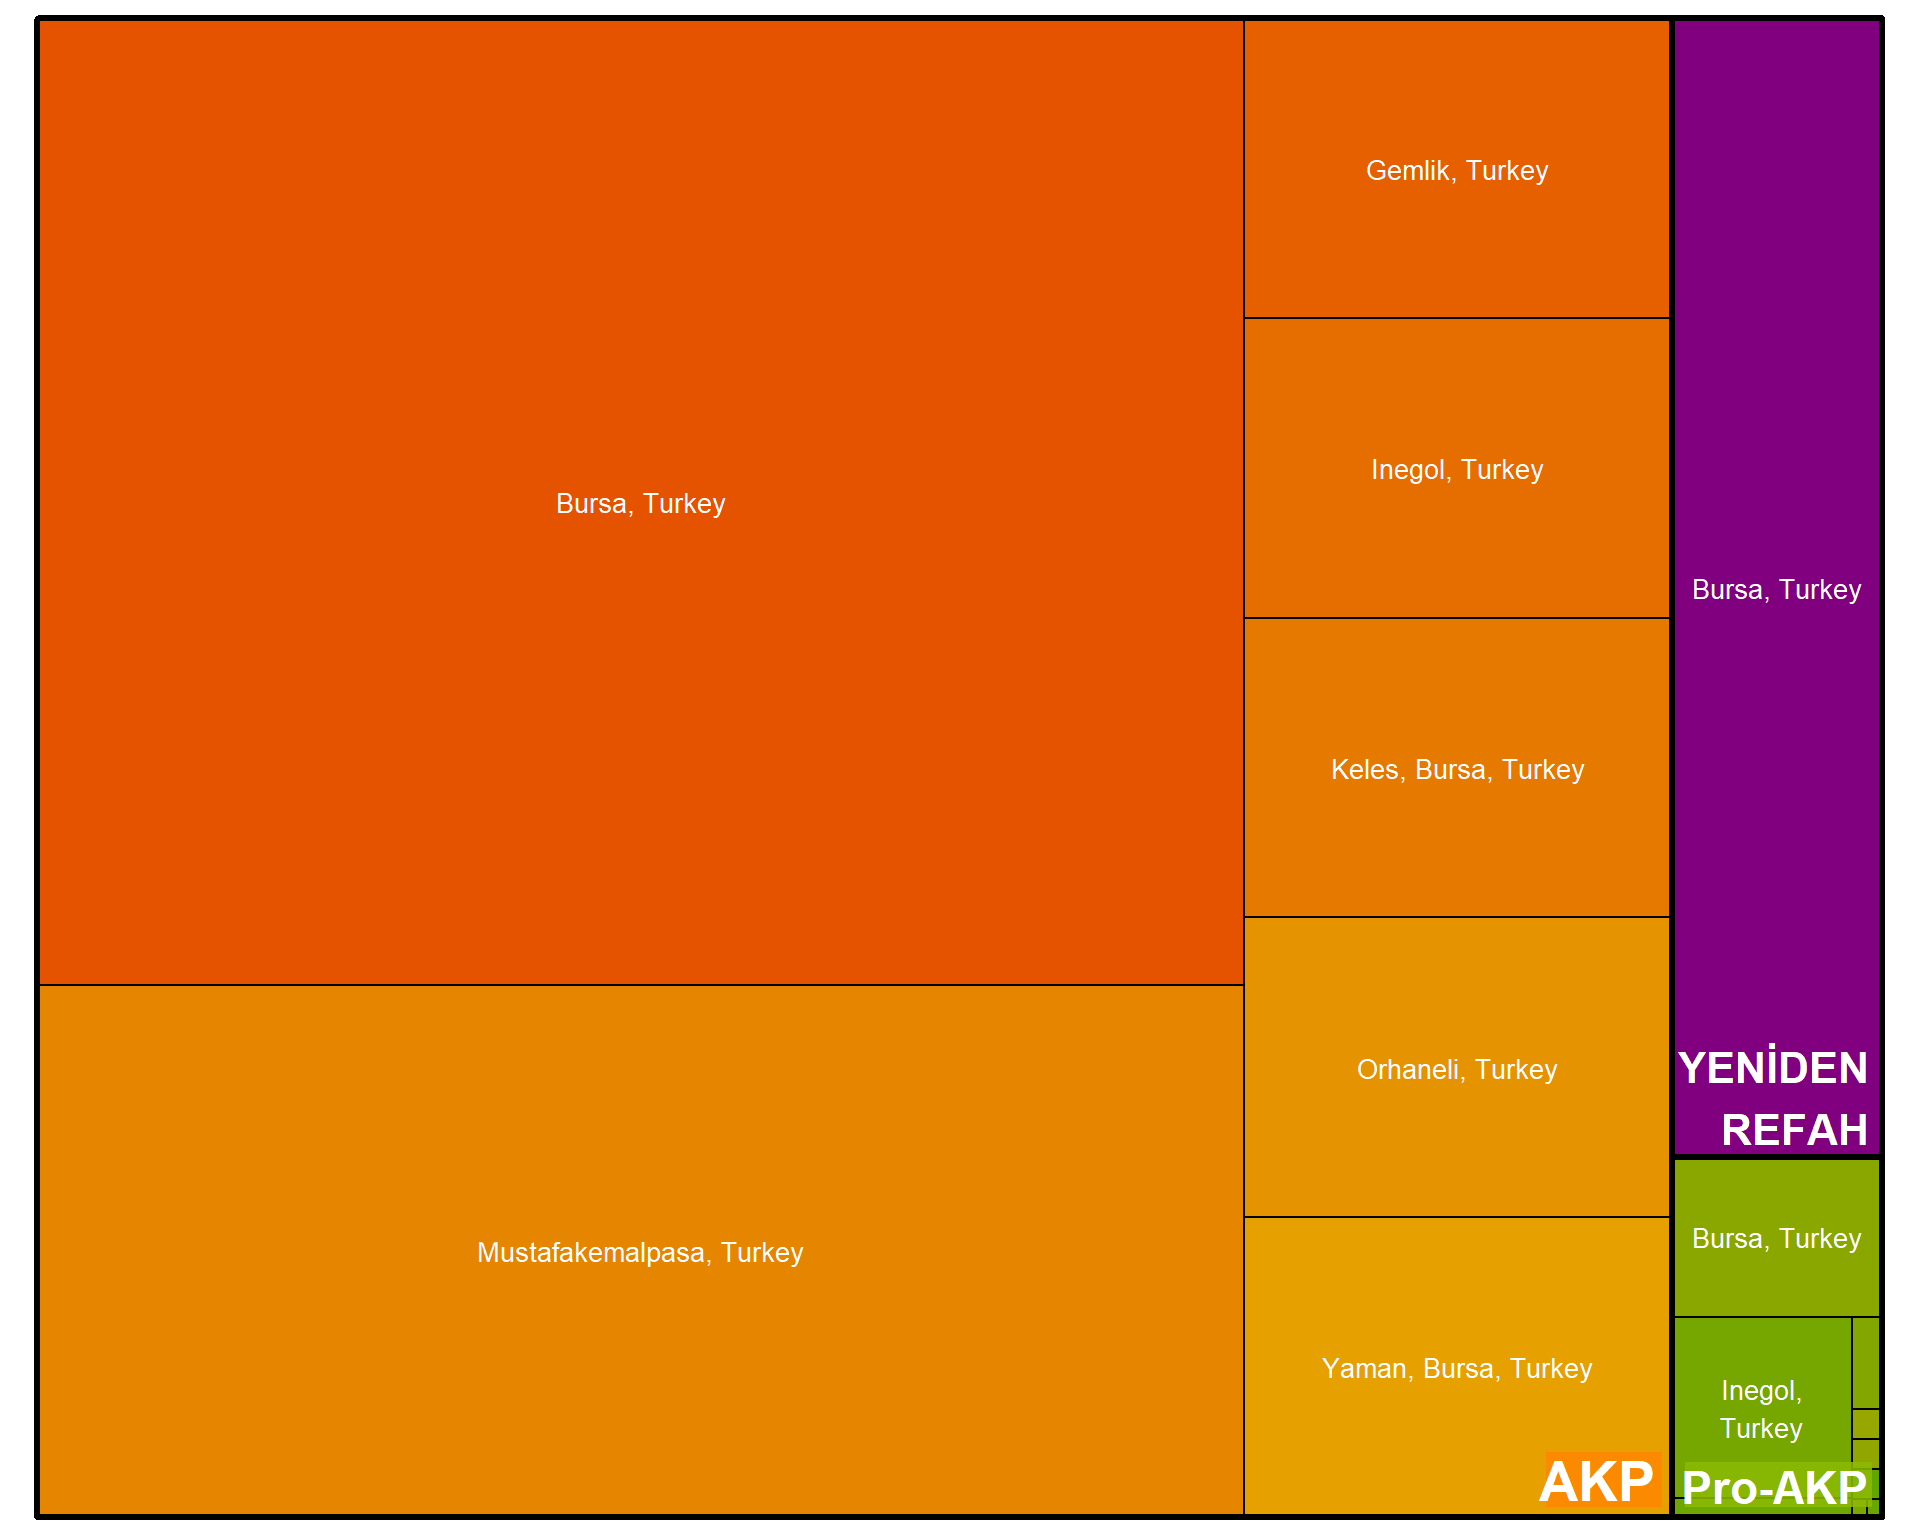 Bursa, Turkey
Mustafakemalpasa, Turkey
Gemlik, Turkey
Inegol, Turkey
Keles, Bursa, Turkey
Orhaneli, Turkey
Yaman, Bursa, Turkey
AKP
Bursa, Turkey
YENİDEN
REFAH
Bursa, Turkey
Inegol,
Turkey
Pro-AKP